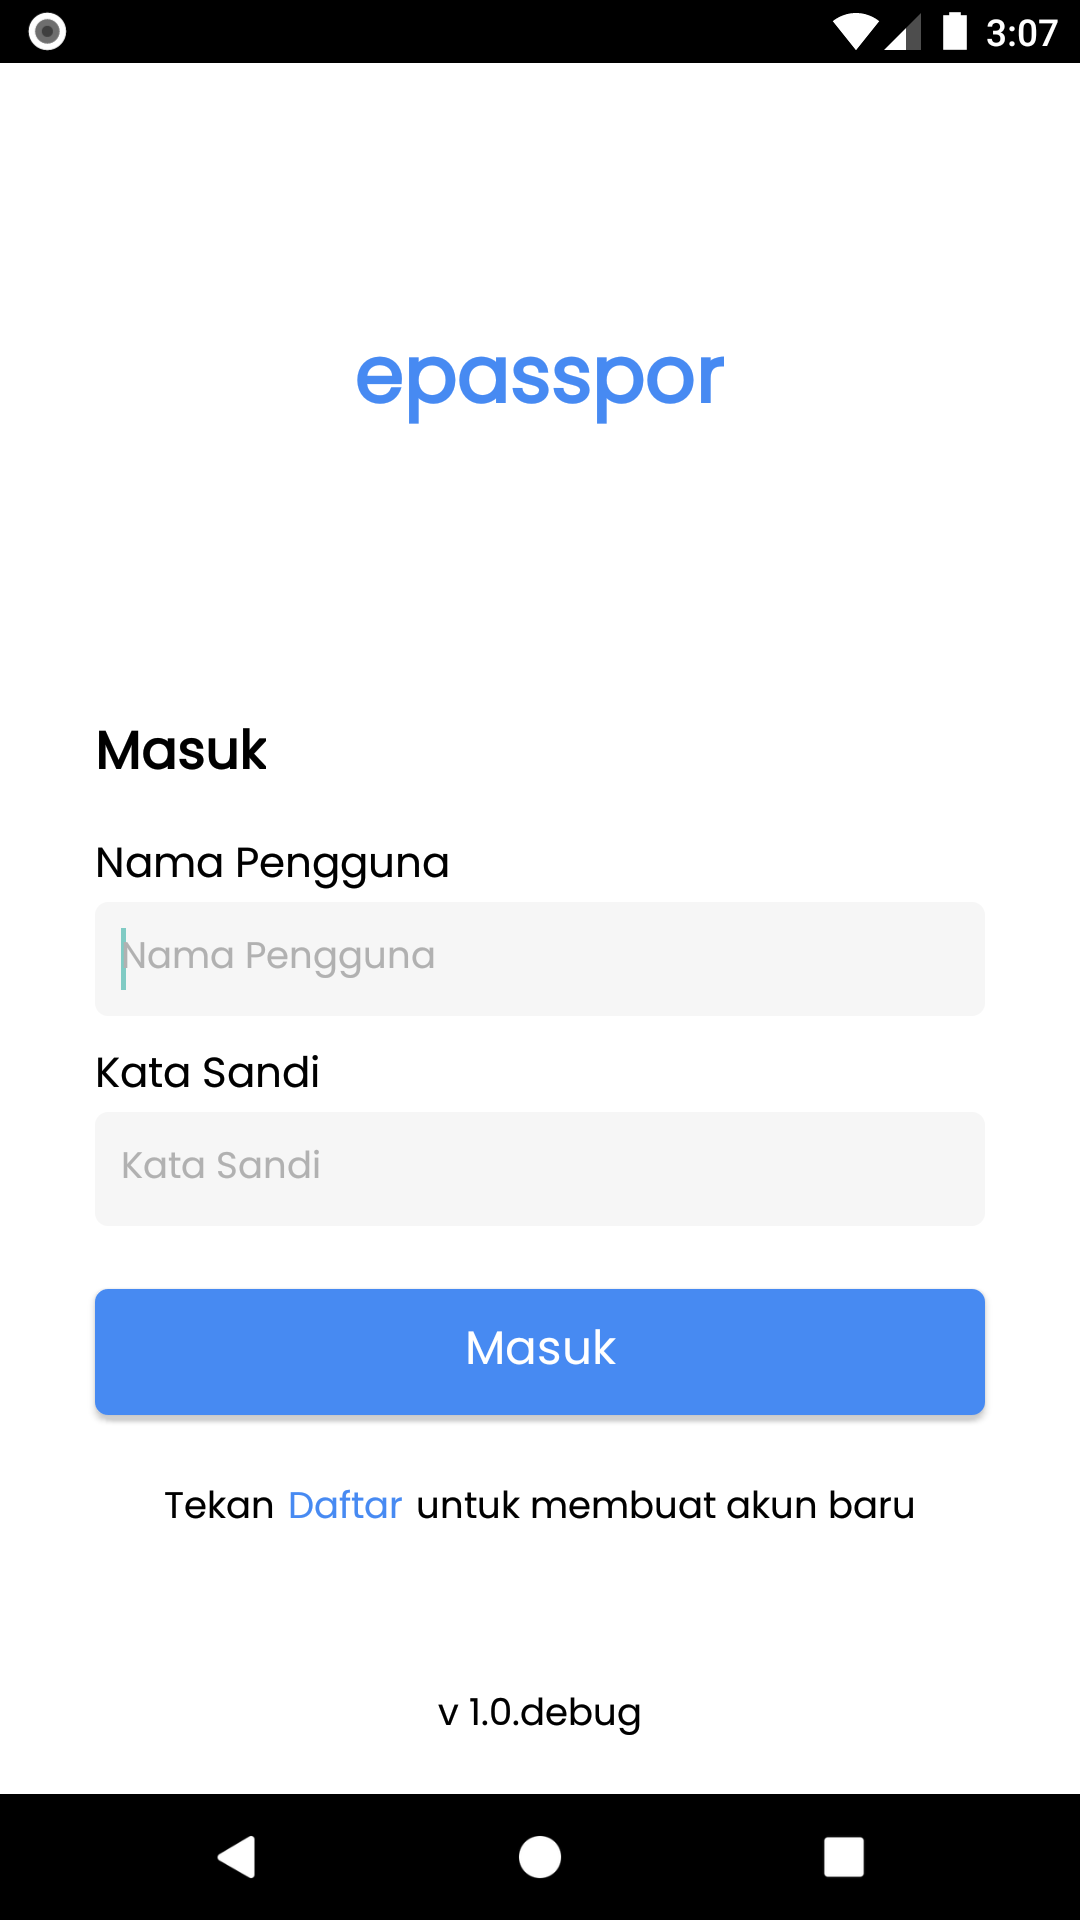 3:07
epasspor
Masuk
Nama Pengguna
Nama Pengguna
Kata Sandi
Kata Sandi
Masuk
Tekan Daftar untuk membuat akun baru
v 1.0.debug